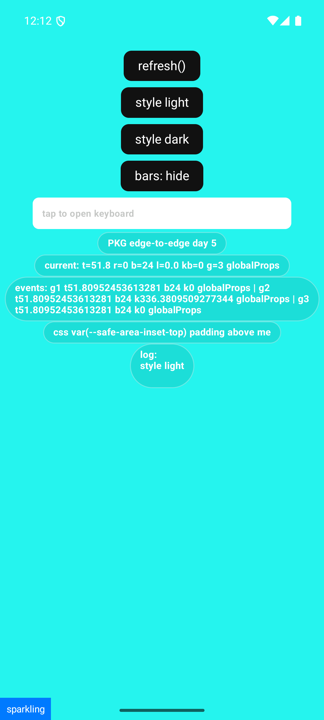 12:12
refresh()
style light
style dark
bars: hide
tap to open keyboard
PKG edge-to-edge day 5
current: t=51.8 r=0 b=24 l=0.0 kb=0 g=3 globalProps
events: g1 t51.80952453613281 b24 k0 globalProps | g2
t51.80952453613281 b24 k336.3809509277344 globalProps | g3
t51.80952453613281 b24 k0 globalProps
css var(--safe-area-inset-top) padding above me
log:
style light
sparkling